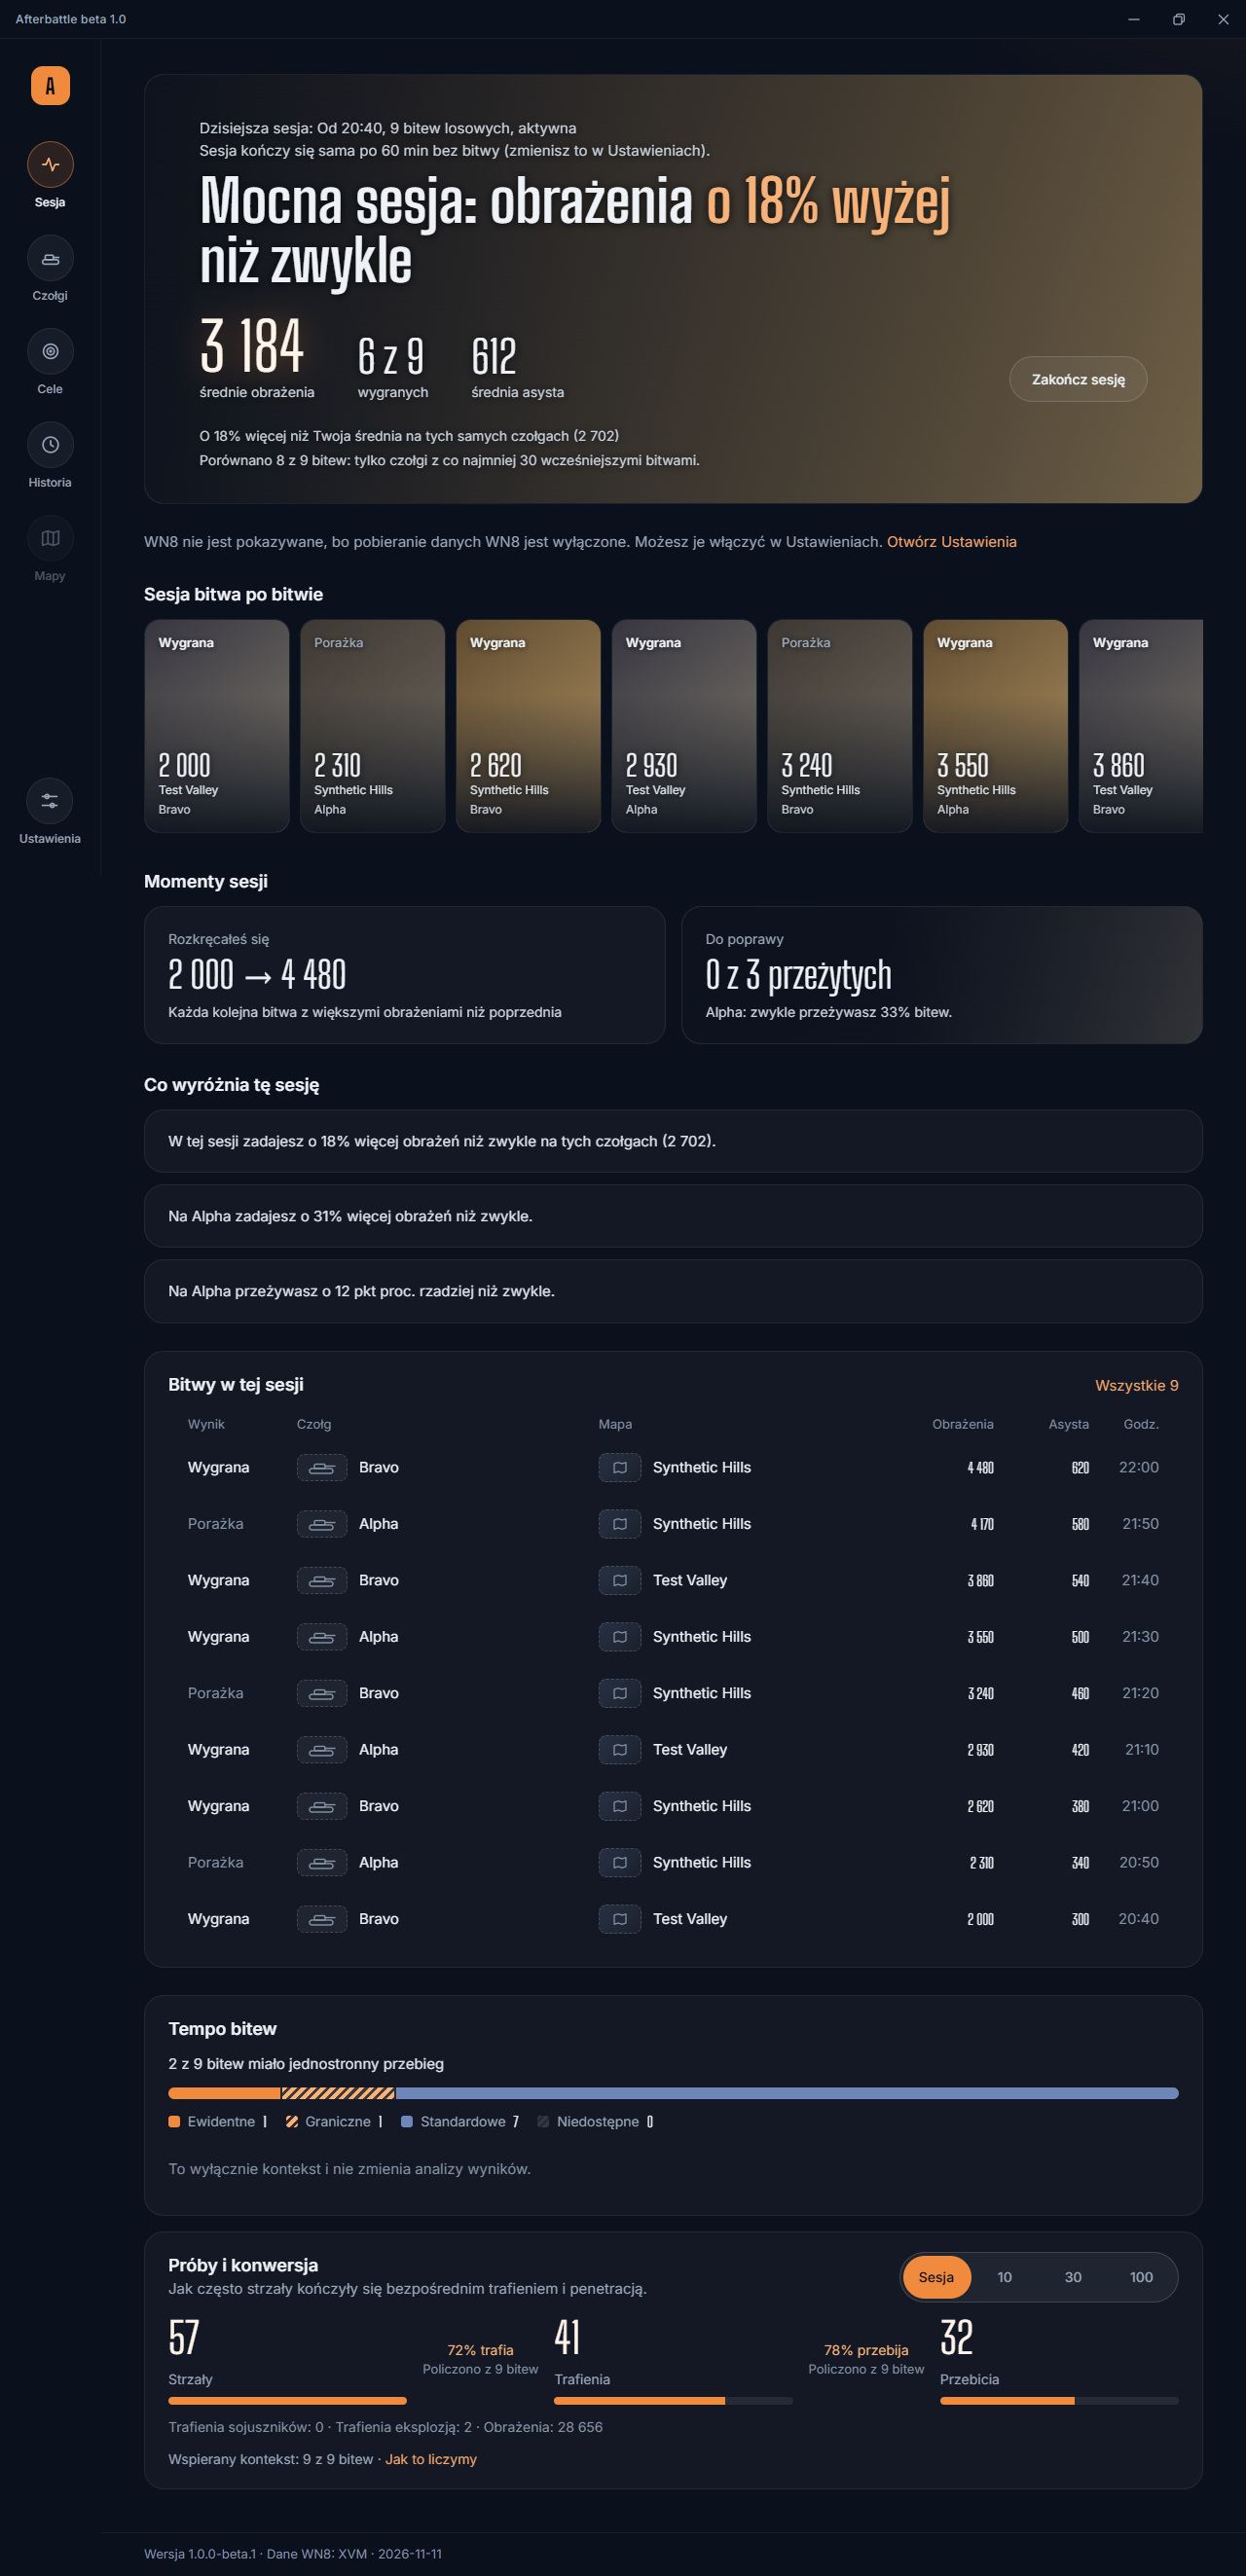 Afterbattle beta 1.0
A
Sesja
Czołgi
Cele
Historia
Mapy
Ustawienia
Dzisiejsza sesja: Od 20:40, 9 bitew losowych, aktywna
Sesja kończy się sama po 60 min bez bitwy (zmienisz to w Ustawieniach).
Mocna sesja: obrażenia o 18% wyżej
niż zwykle
3 184
średnie obrażenia
6 z 9
wygranych
612
średnia asysta
Zakończ sesję
O 18% więcej niż Twoja średnia na tych samych czołgach (2 702)
Porównano 8 z 9 bitew: tylko czołgi z co najmniej 30 wcześniejszymi bitwami.
WN8 nie jest pokazywane, bo pobieranie danych WN8 jest wyłączone. Możesz je włączyć w Ustawieniach. Otwórz Ustawienia
Sesja bitwa po bitwie
Wygrana
2 000
Test Valley
Bravo
Porażka
2 310
Synthetic Hills
Alpha
Wygrana
2 620
Synthetic Hills
Bravo
Wygrana
2 930
Test Valley
Alpha
Porażka
3 240
Synthetic Hills
Bravo
Wygrana
3 550
Synthetic Hills
Alpha
Wygrana
3 860
Test Valley
Bravo
Momenty sesji
Rozkręcałeś się
2 000 → 4 480
Każda kolejna bitwa z większymi obrażeniami niż poprzednia
Do poprawy
0 z 3 przeżytych
Alpha: zwykle przeżywasz 33% bitew.
Co wyróżnia tę sesję
W tej sesji zadajesz o 18% więcej obrażeń niż zwykle na tych czołgach (2 702).
Na Alpha zadajesz o 31% więcej obrażeń niż zwykle.
Na Alpha przeżywasz o 12 pkt proc. rzadziej niż zwykle.
Bitwy w tej sesji
Wszystkie 9
Wynik Czołg Mapa Obrażenia Asysta Godz.
Wygrana Bravo Synthetic Hills 4 480 620 22:00
Porażka Alpha Synthetic Hills 4 170 580 21:50
Wygrana Bravo Test Valley 3 860 540 21:40
Wygrana Alpha Synthetic Hills 3 550 500 21:30
Porażka Bravo Synthetic Hills 3 240 460 21:20
Wygrana Alpha Test Valley 2 930 420 21:10
Wygrana Bravo Synthetic Hills 2 620 380 21:00
Porażka Alpha Synthetic Hills 2 310 340 20:50
Wygrana Bravo Test Valley 2 000 300 20:40
Tempo bitew
2 z 9 bitew miało jednostronny przebieg
Ewidentne 1 Graniczne 1 Standardowe 7 Niedostępne 0
To wyłącznie kontekst i nie zmienia analizy wyników.
Próby i konwersja
Jak często strzały kończyły się bezpośrednim trafieniem i penetracją.
Sesja 10 30 100
57
Strzały
72% trafia
Policzono z 9 bitew
41
Trafienia
78% przebija
Policzono z 9 bitew
32
Przebicia
Trafienia sojuszników: 0 · Trafienia eksplozją: 2 · Obrażenia: 28 656
Wspierany kontekst: 9 z 9 bitew · Jak to liczymy
Wersja 1.0.0-beta.1 · Dane WN8: XVM · 2026-11-11